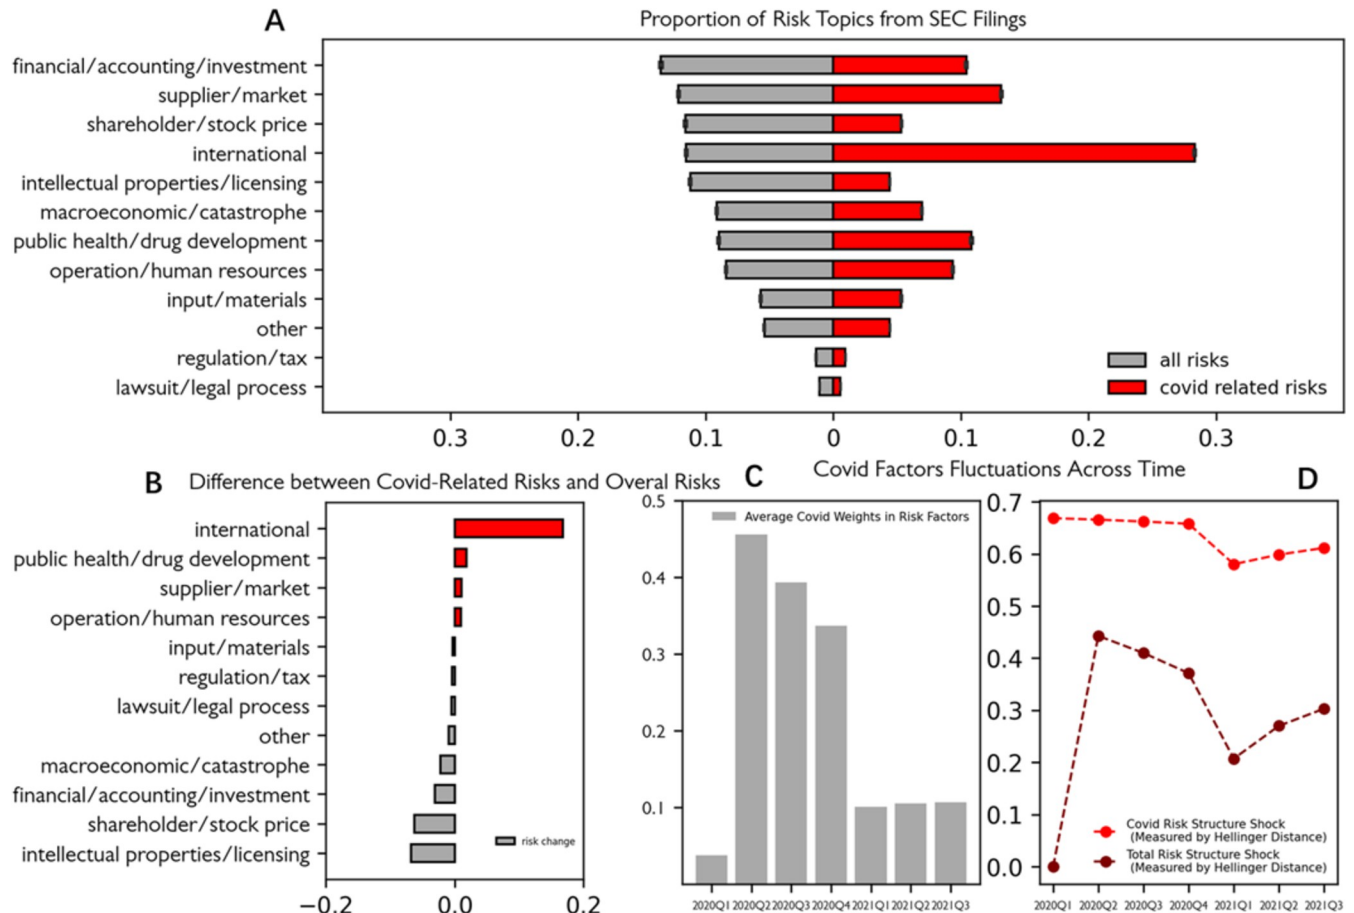 A
Proportion of Risk Topics from SEC Filings
financial/accounting/investment
supplier/market
shareholder/stock price
international
intellectual properties/licensing
macroeconomic/catastrophe
public health/drug development
operation/human resources
input/materials
other
regulation/tax
lawsuit/legal process
all risks
covid related risks
0.3 0.2 0.1 0 0.1 0.2 0.3
B
Difference between Covid-Related Risks and Overal Risks
international
public health/drug development
supplier/market
operation/human resources
input/materials
regulation/tax
lawsuit/legal process
other
macroeconomic/catastrophe
financial/accounting/investment
shareholder/stock price
intellectual properties/licensing
risk change
−0.2 0.0 0.2
C
Covid Factors Fluctuations Across Time
D
0.5
0.4
0.3
0.2
0.1
Average Covid Weights in Risk Factors
2020Q1 2020Q2 2020Q3 2020Q4 2021Q1 2021Q2 2021Q3
0.7
0.6
0.5
0.4
0.3
0.2
0.1
0.0
Covid Risk Structure Shock
(Measured by Hellinger Distance)
Total Risk Structure Shock
(Measured by Hellinger Distance)
2020Q1 2020Q2 2020Q3 2020Q4 2021Q1 2021Q2 2021Q3